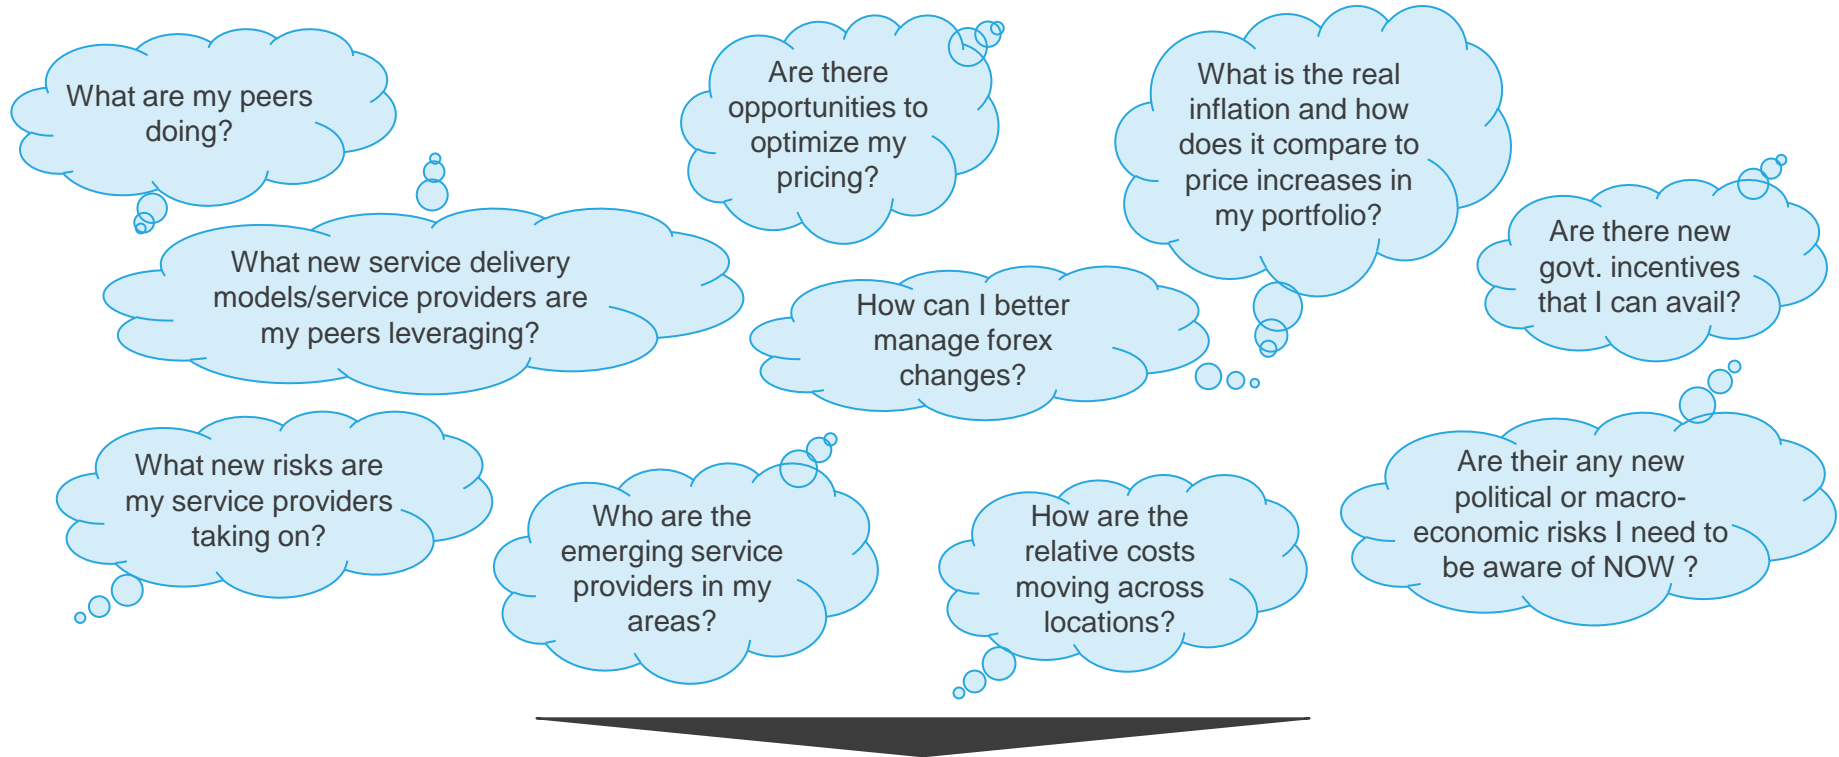 What are my peers
doing?
Are there
opportunities to
optimize my
pricing?
What is the real
inflation and how
does it compare to
price increases in
my portfolio?
Are there new
govt. incentives
that I can avail?
What new service delivery
models/service providers are
my peers leveraging?
How can I better
manage forex
changes?
What new risks are
my service providers
taking on?
Who are the
emerging service
providers in my
areas?
How are the
relative costs
moving across
locations?
Are their any new
political or macro-
economic risks I need to
be aware of NOW ?